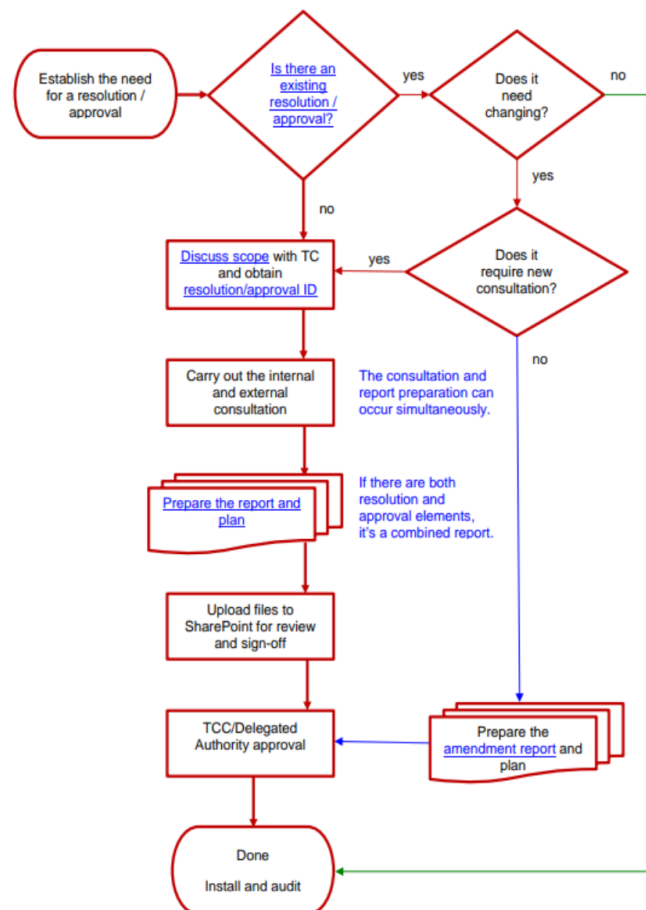 Establish the need
for a resolution /
approval
Is there an
existing
resolution /
approval?
yes
Does it
need
changing?
no
yes
no
Discuss scope with TC
and obtain
resolution/approval ID
yes
Does it
require new
consultation?
no
Carry out the internal
and external
consultation
The consultation and
report preparation can
occur simultaneously.
Prepare the report and
plan
If there are both
resolution and
approval elements,
it's a combined report.
Upload files to
SharePoint for review
and sign-off
TCC/Delegated
Authority approval
Prepare the
amendment report and
plan
Done
Install and audit